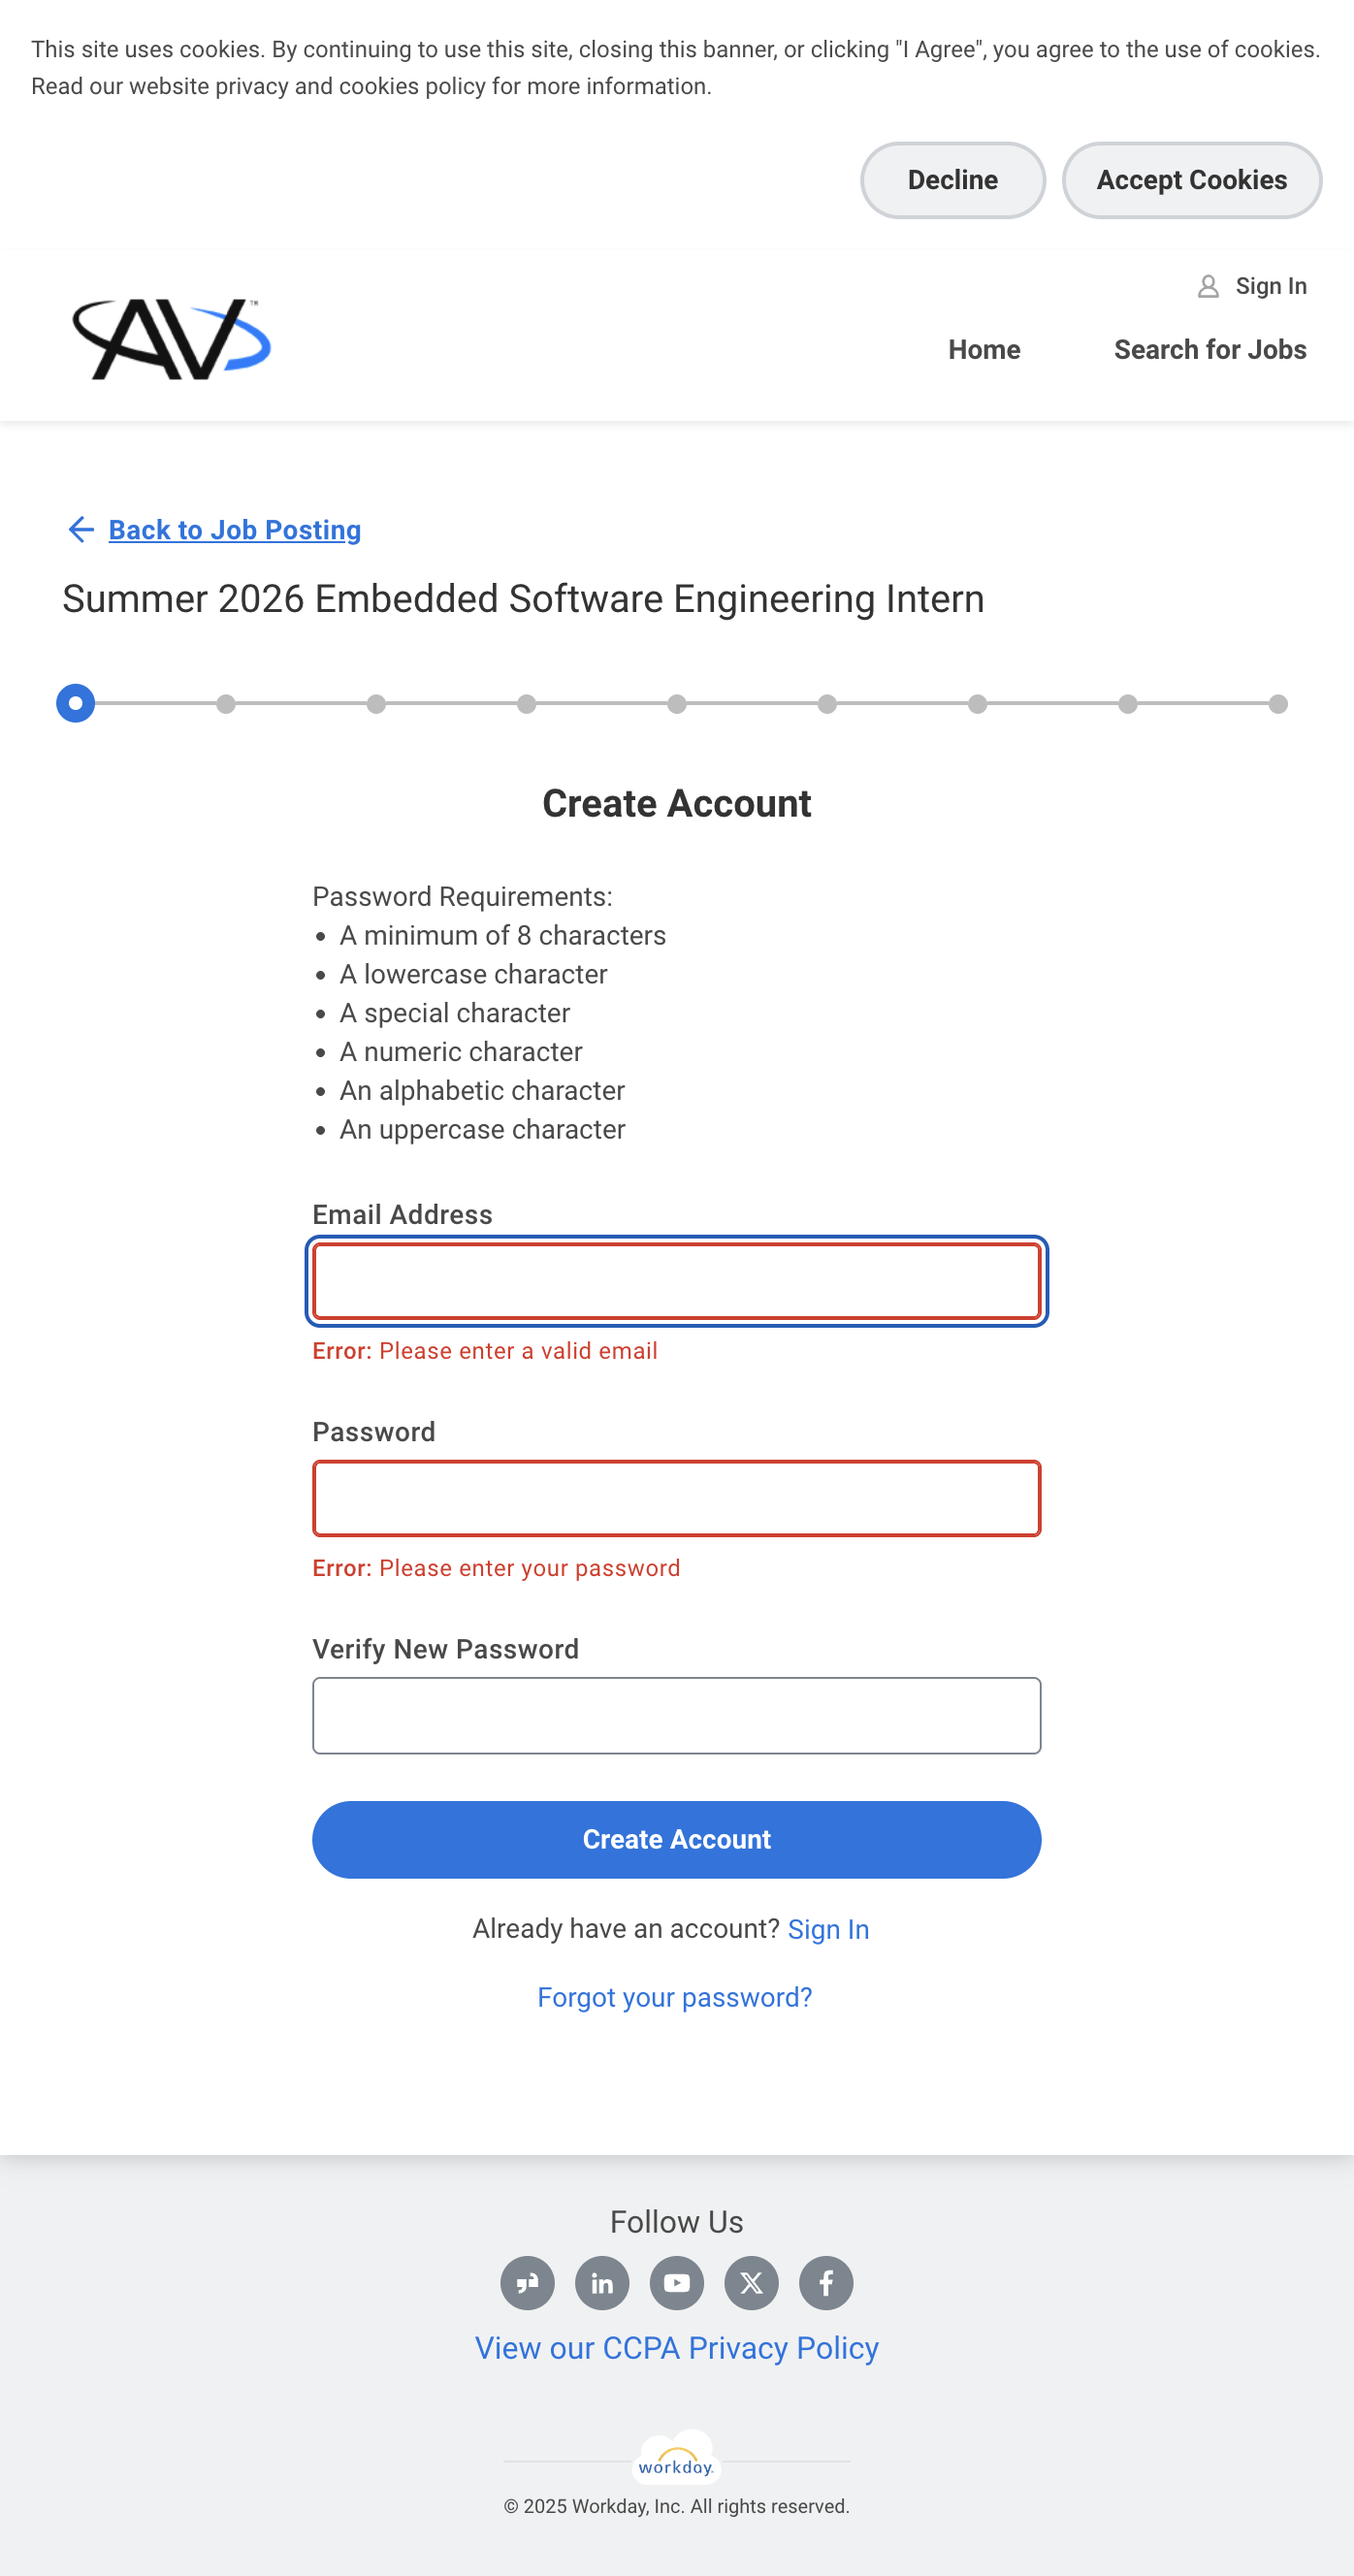 This site uses cookies. By continuing to use this site, closing this banner, or clicking "I Agree", you agree to the use of cookies.
Read our website privacy and cookies policy for more information.
Decline
Accept Cookies
AV™
Sign In
Home
Search for Jobs
Back to Job Posting
Summer 2026 Embedded Software Engineering Intern
Create Account
Password Requirements:
• A minimum of 8 characters
• A lowercase character
• A special character
• A numeric character
• An alphabetic character
• An uppercase character
Email Address
Error: Please enter a valid email
Password
Error: Please enter your password
Verify New Password
Create Account
Already have an account? Sign In
Forgot your password?
Follow Us
View our CCPA Privacy Policy
workday.
© 2025 Workday, Inc. All rights reserved.